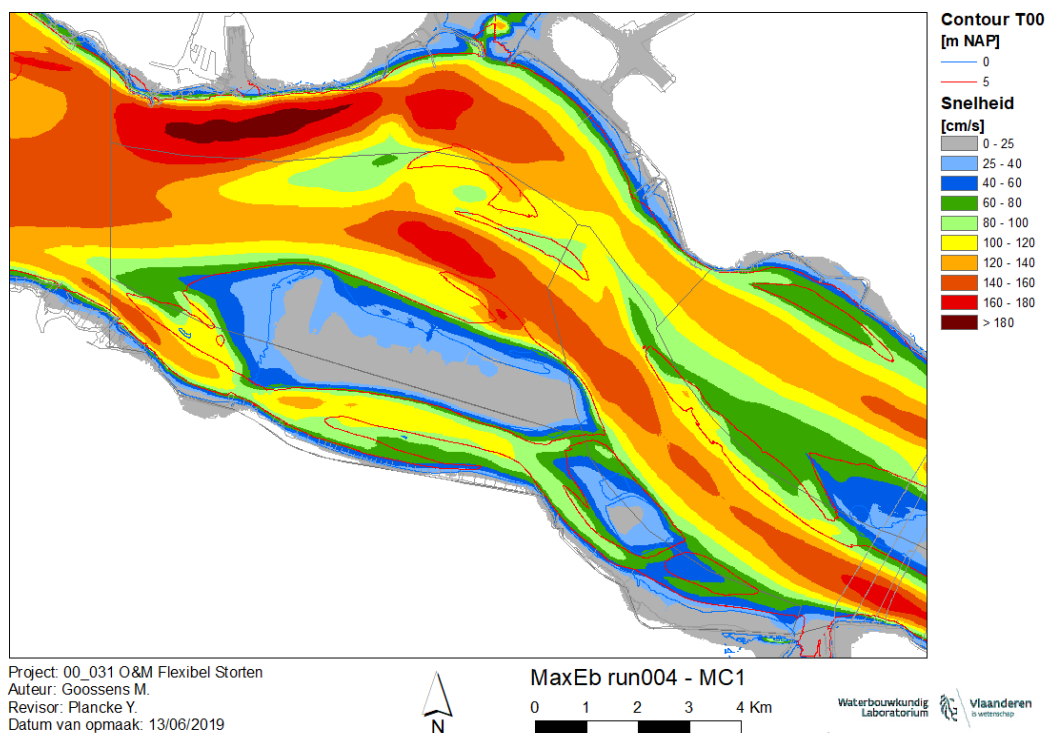 Contour T00
[m NAP]
0
5
Snelheid
[cm/s]
0 - 25
25 - 40
40 - 60
60 - 80
80 - 100
100 - 120
120 - 140
140 - 160
160 - 180
> 180
Project: 00_031 O&M Flexibel Storten
Auteur: Goossens M.
Revisor: Plancke Y.
Datum van opmaak: 13/06/2019
N
MaxEb run004 - MC1
0 1 2 3 4 Km
Waterbouwkundig
Laboratorium
Vlaanderen
is wetenschap